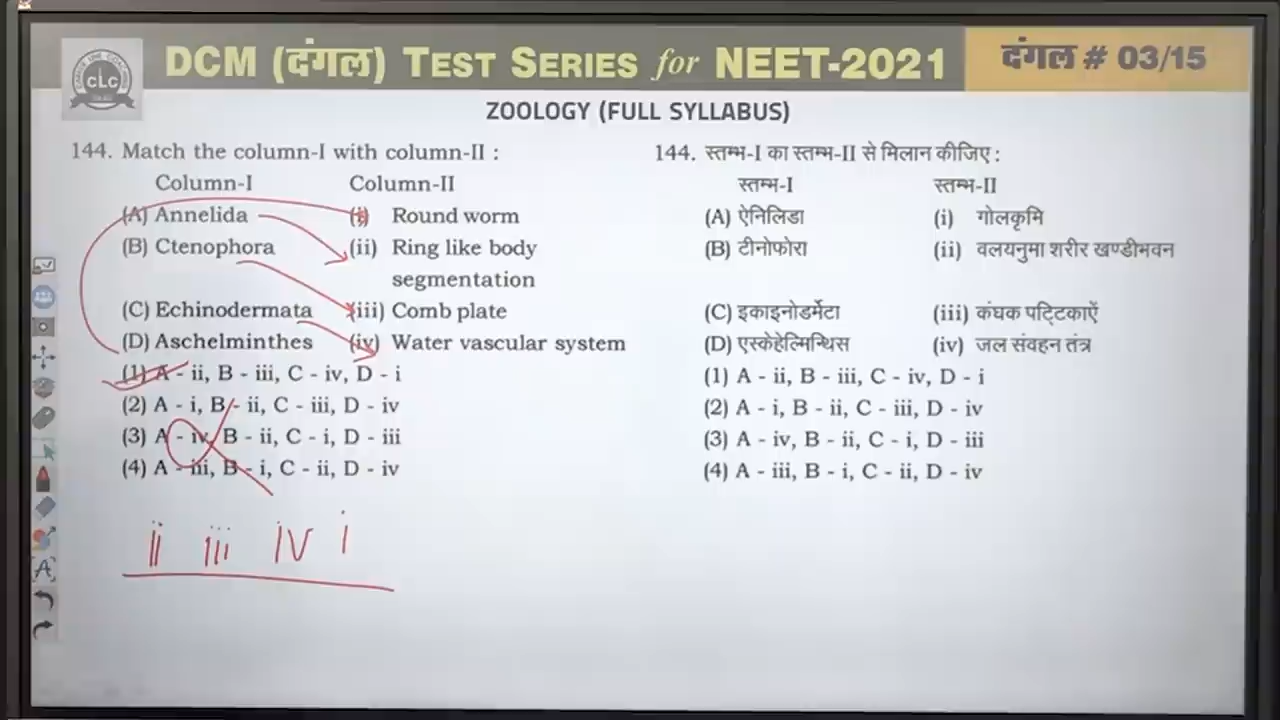 DCM (दंगल) TEST SERIES for NEET-2021
दंगल # 03/15
CLC
ZOOLOGY (FULL SYLLABUS)
144. Match the column-I with column-II :
Column-I Column-II
(A) Annelida (i) Round worm
(B) Ctenophora (ii) Ring like body
segmentation
(C) Echinodermata (iii) Comb plate
(D) Aschelminthes (iv) Water vascular system
(1) A - ii, B - iii, C - iv, D - i
(2) A - i, B - ii, C - iii, D - iv
(3) A - iv, B - ii, C - i, D - iii
(4) A - iii, B - i, C - ii, D - iv
ii iii iv i
144. स्तम्भ-I का स्तम्भ-II से मिलान कीजिए :
स्तम्भ-I स्तम्भ-II
(A) ऐनिलिडा (i) गोलकृमि
(B) टीनोफोरा (ii) वलयनुमा शरीर खण्डीभवन
(C) इकाइनोडर्मेटा (iii) कंघक पट्टिकाऐं
(D) एस्केहेल्मिन्थिस (iv) जल संवहन तंत्र
(1) A - ii, B - iii, C - iv, D - i
(2) A - i, B - ii, C - iii, D - iv
(3) A - iv, B - ii, C - i, D - iii
(4) A - iii, B - i, C - ii, D - iv